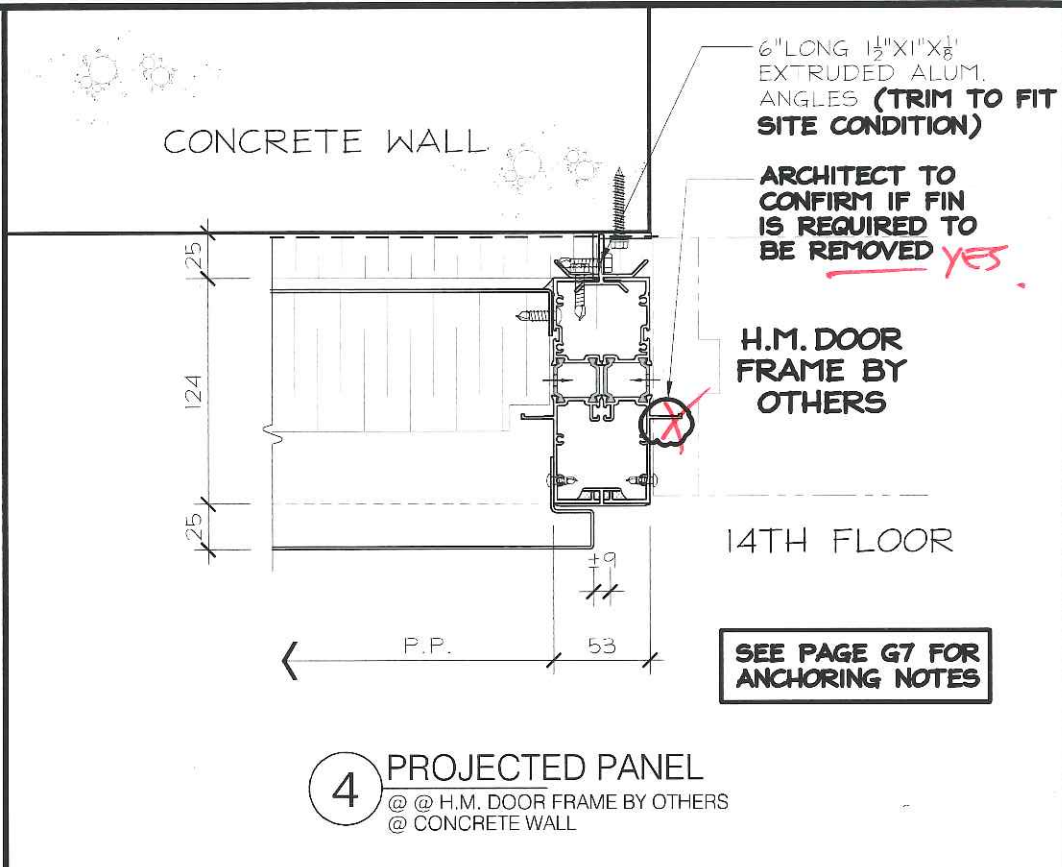 6"LONG 1½"X1"X⅛"
EXTRUDED ALUM.
ANGLES (TRIM TO FIT
SITE CONDITION)
CONCRETE WALL
ARCHITECT TO
CONFIRM IF FIN
IS REQUIRED TO
BE REMOVED YES.
25
124
25
H.M. DOOR
FRAME BY
OTHERS
14TH FLOOR
±9
P.P.
53
SEE PAGE G7 FOR
ANCHORING NOTES
4
PROJECTED PANEL
@ @ H.M. DOOR FRAME BY OTHERS
@ CONCRETE WALL